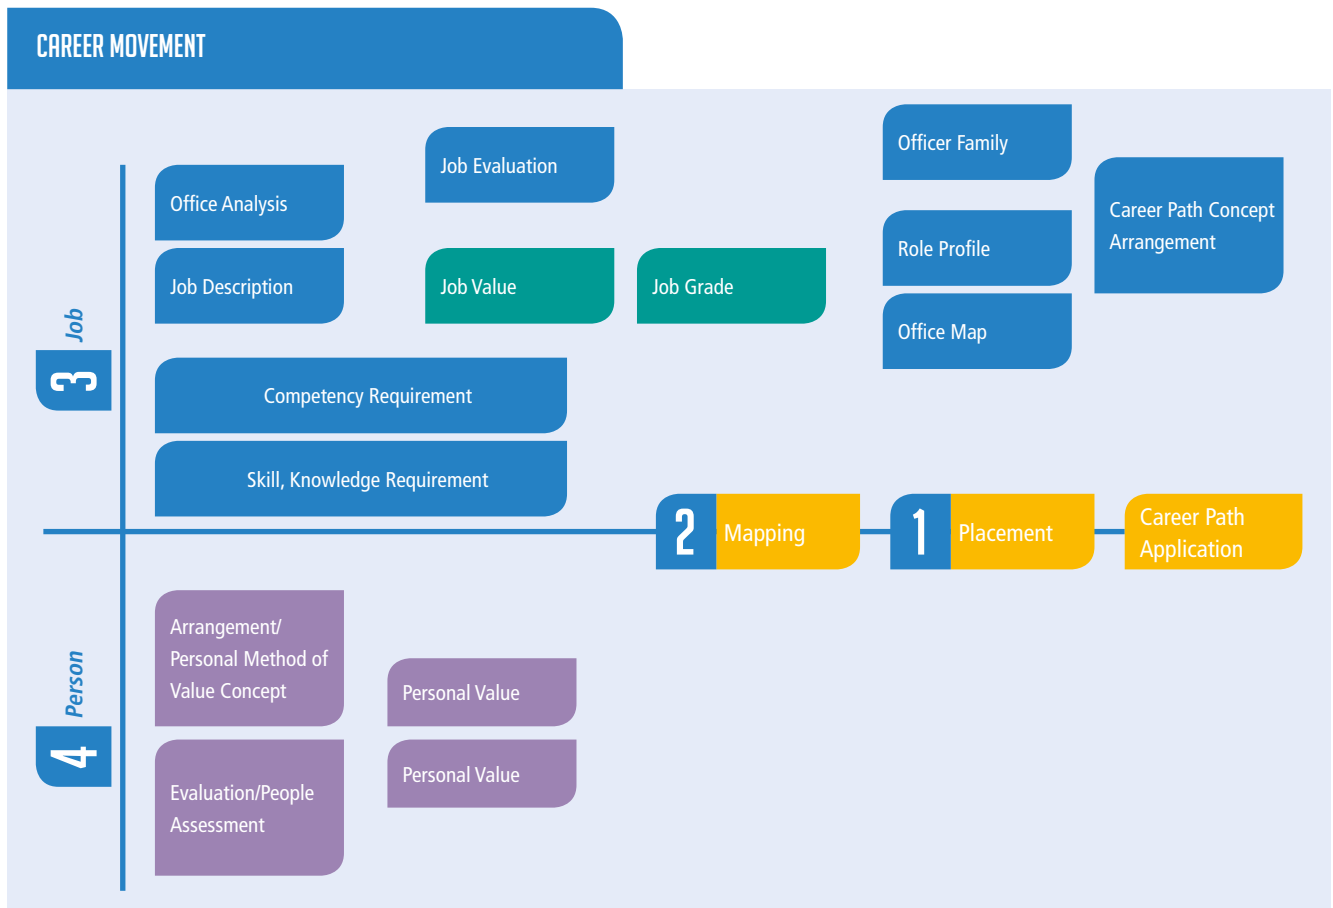 CAREER MOVEMENT
Job
3
Office Analysis
Job Description
Job Evaluation
Job Value
Job Grade
Officer Family
Role Profile
Office Map
Career Path Concept
Arrangement
Competency Requirement
Skill, Knowledge Requirement
2
Mapping
1
Placement
Career Path
Application
Person
4
Arrangement/
Personal Method of
Value Concept
Personal Value
Evaluation/People
Assessment
Personal Value